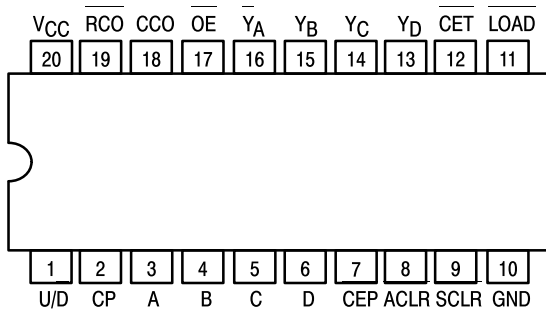 VCC RCO CCO OE YA YB YC YD CET LOAD
20 19 18 17 16 15 14 13 12 11
1 2 3 4 5 6 7 8 9 10
U/D CP A B C D CEP ACLR SCLR GND